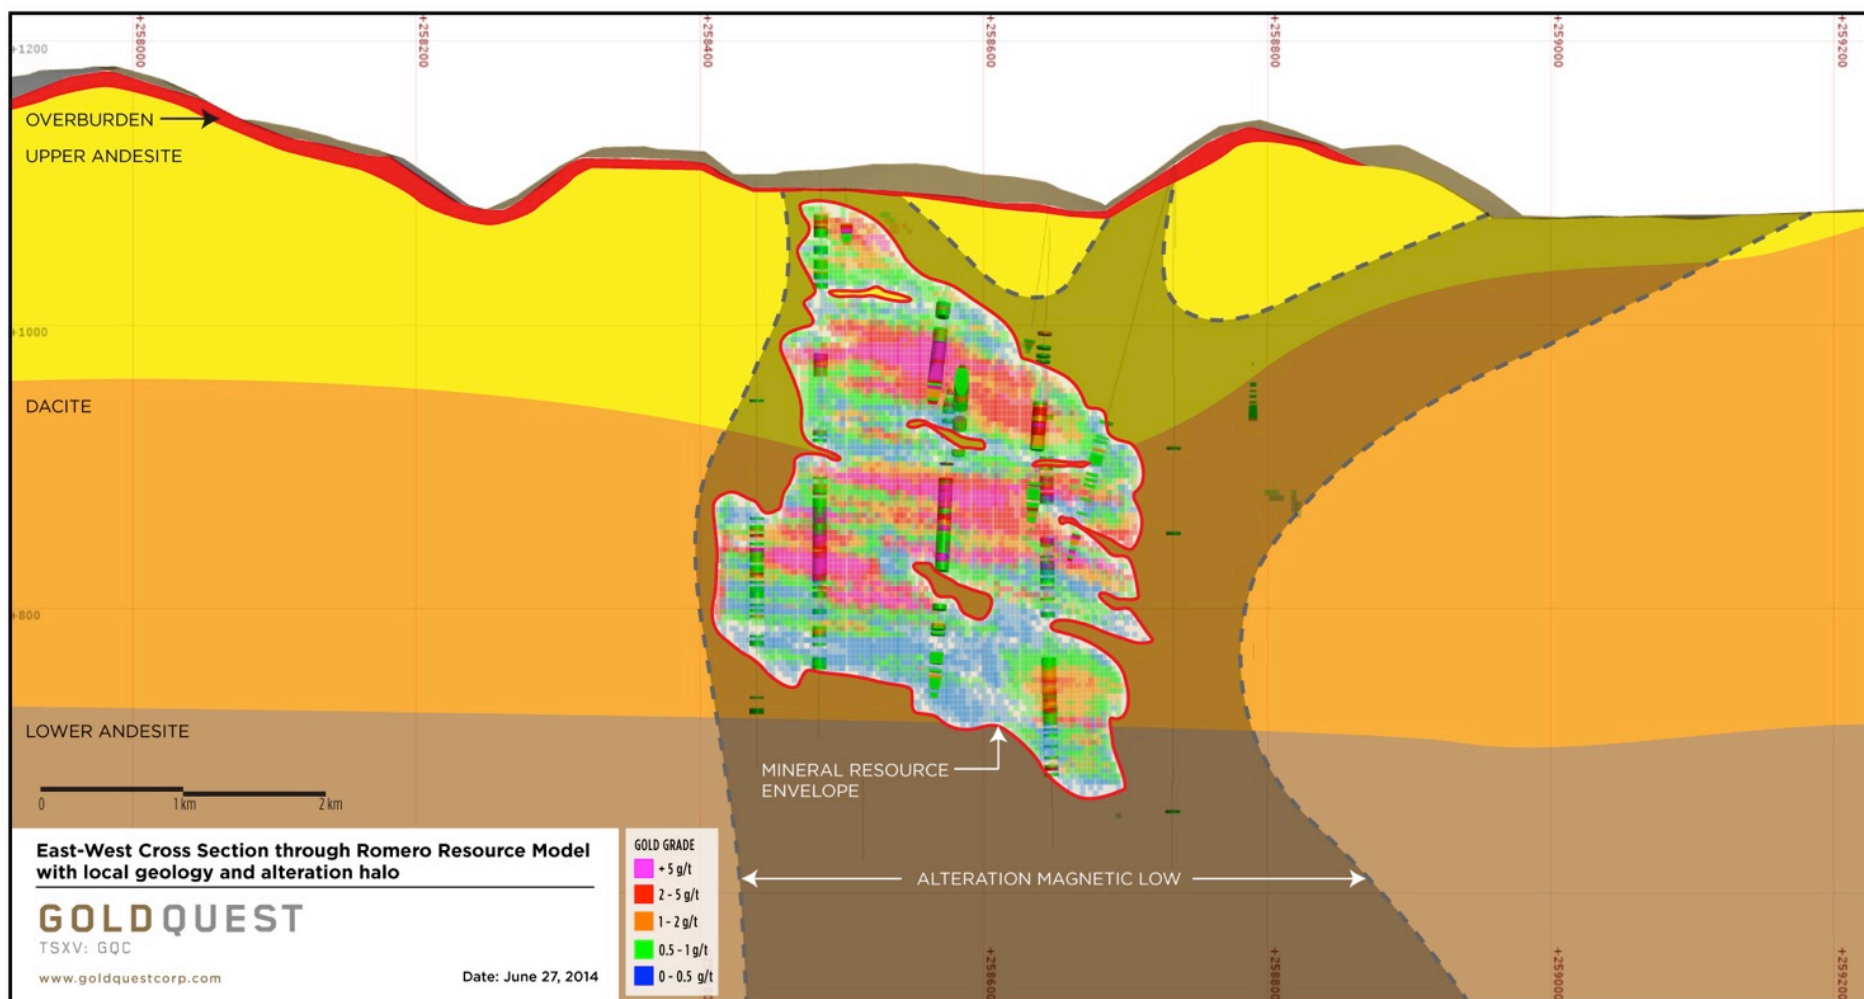 +258000
+258200
+258400
+258600
+258800
+259000
+259200
+1200
OVERBURDEN
UPPER ANDESITE
+1000
DACITE
+800
LOWER ANDESITE
MINERAL RESOURCE
ENVELOPE
0 1 km 2 km
East-West Cross Section through Romero Resource Model
with local geology and alteration halo
GOLDQUEST
TSXV: GQC
www.goldquestcorp.com
Date: June 27, 2014
GOLD GRADE
+ 5 g/t
2 - 5 g/t
1 - 2 g/t
0.5 - 1 g/t
0 - 0.5 g/t
ALTERATION MAGNETIC LOW
+258600
+258800
+259000
+259200